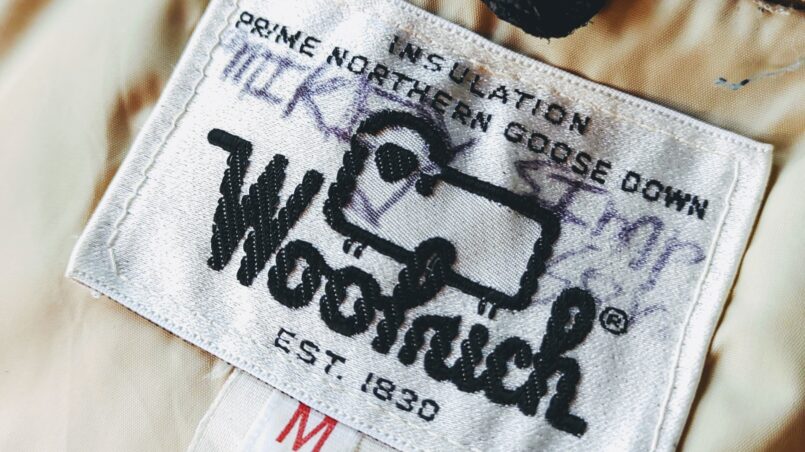 INSULATION
PRIME NORTHERN GOOSE DOWN
Woolrich®
EST. 1830
M